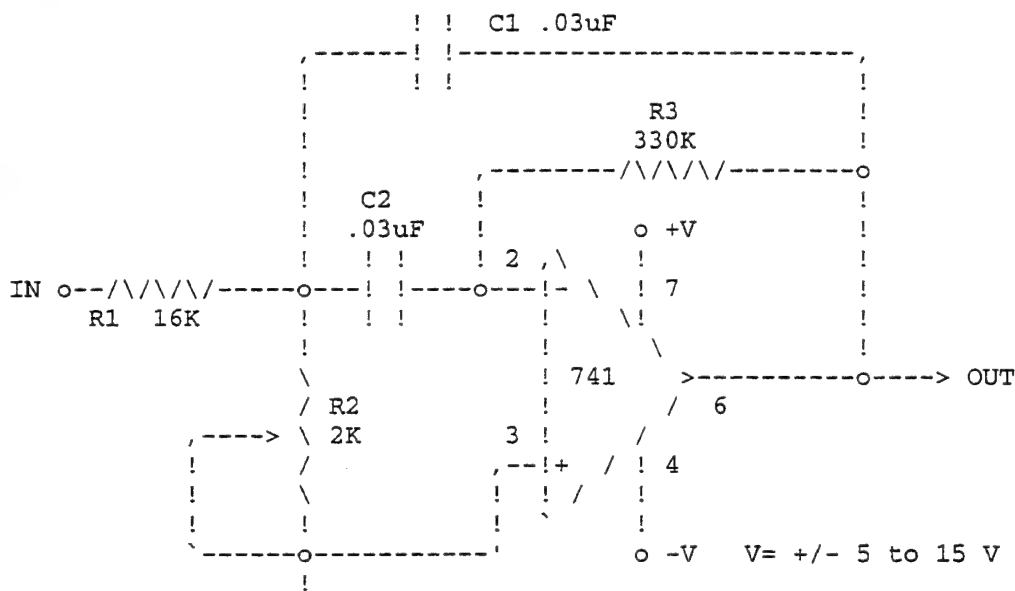 C1 .03uF
R3
330K
C2
.03uF
+V
2
IN
-
7
R1 16K
741
OUT
R2
6
2K
3
+
4
-V V= +/- 5 to 15 V